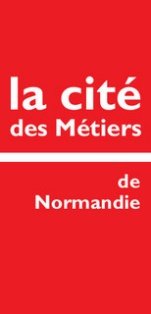 la cité
des Métiers
de
Normandie